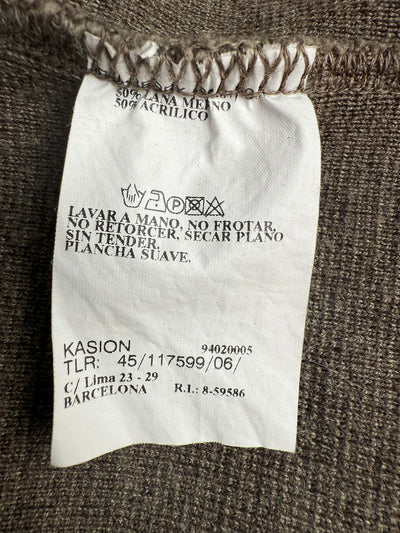 50% LANA MERINO
50% ACRILICO
LAVAR A MANO, NO FROTAR,
NO RETORCER, SECAR PLANO
SIN TENDER.
PLANCHA SUAVE.
KASION 94020005
TLR: 45/117599/06/
C/ Lima 23 - 29
BARCELONA R.I.: 8-59586